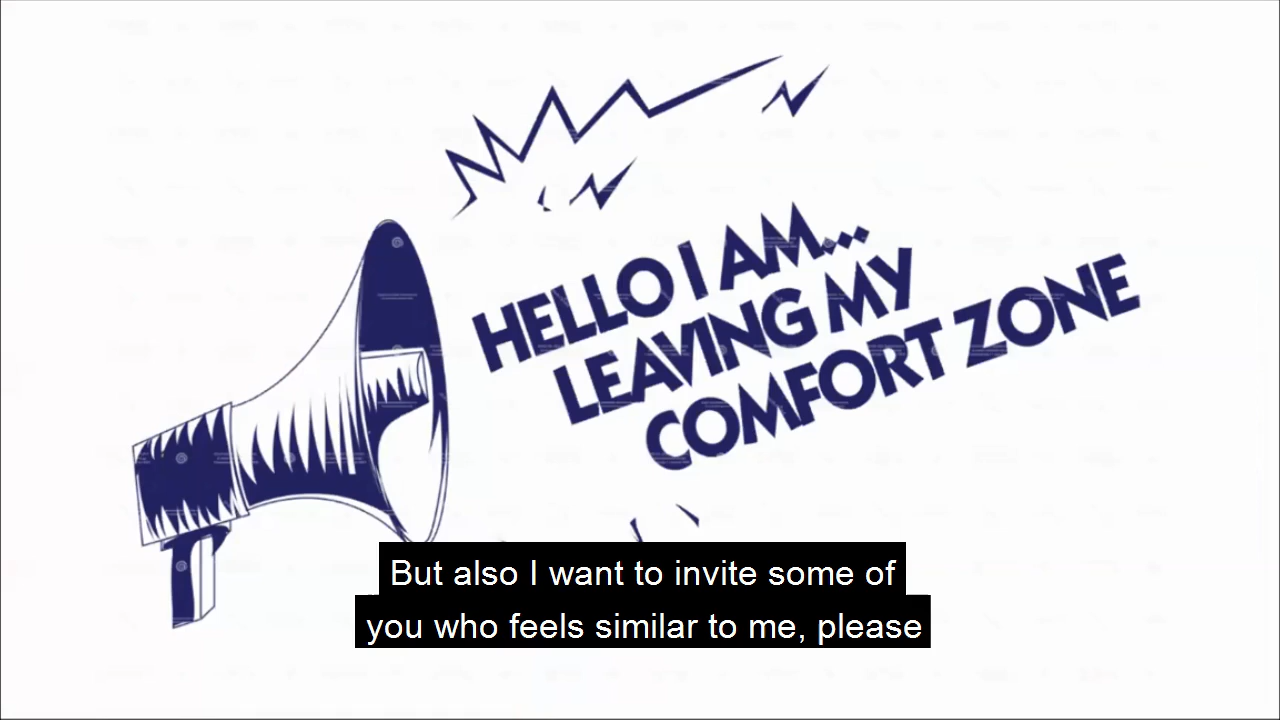 HELLO I AM...
LEAVING MY
COMFORT ZONE
But also I want to invite some of
you who feels similar to me, please